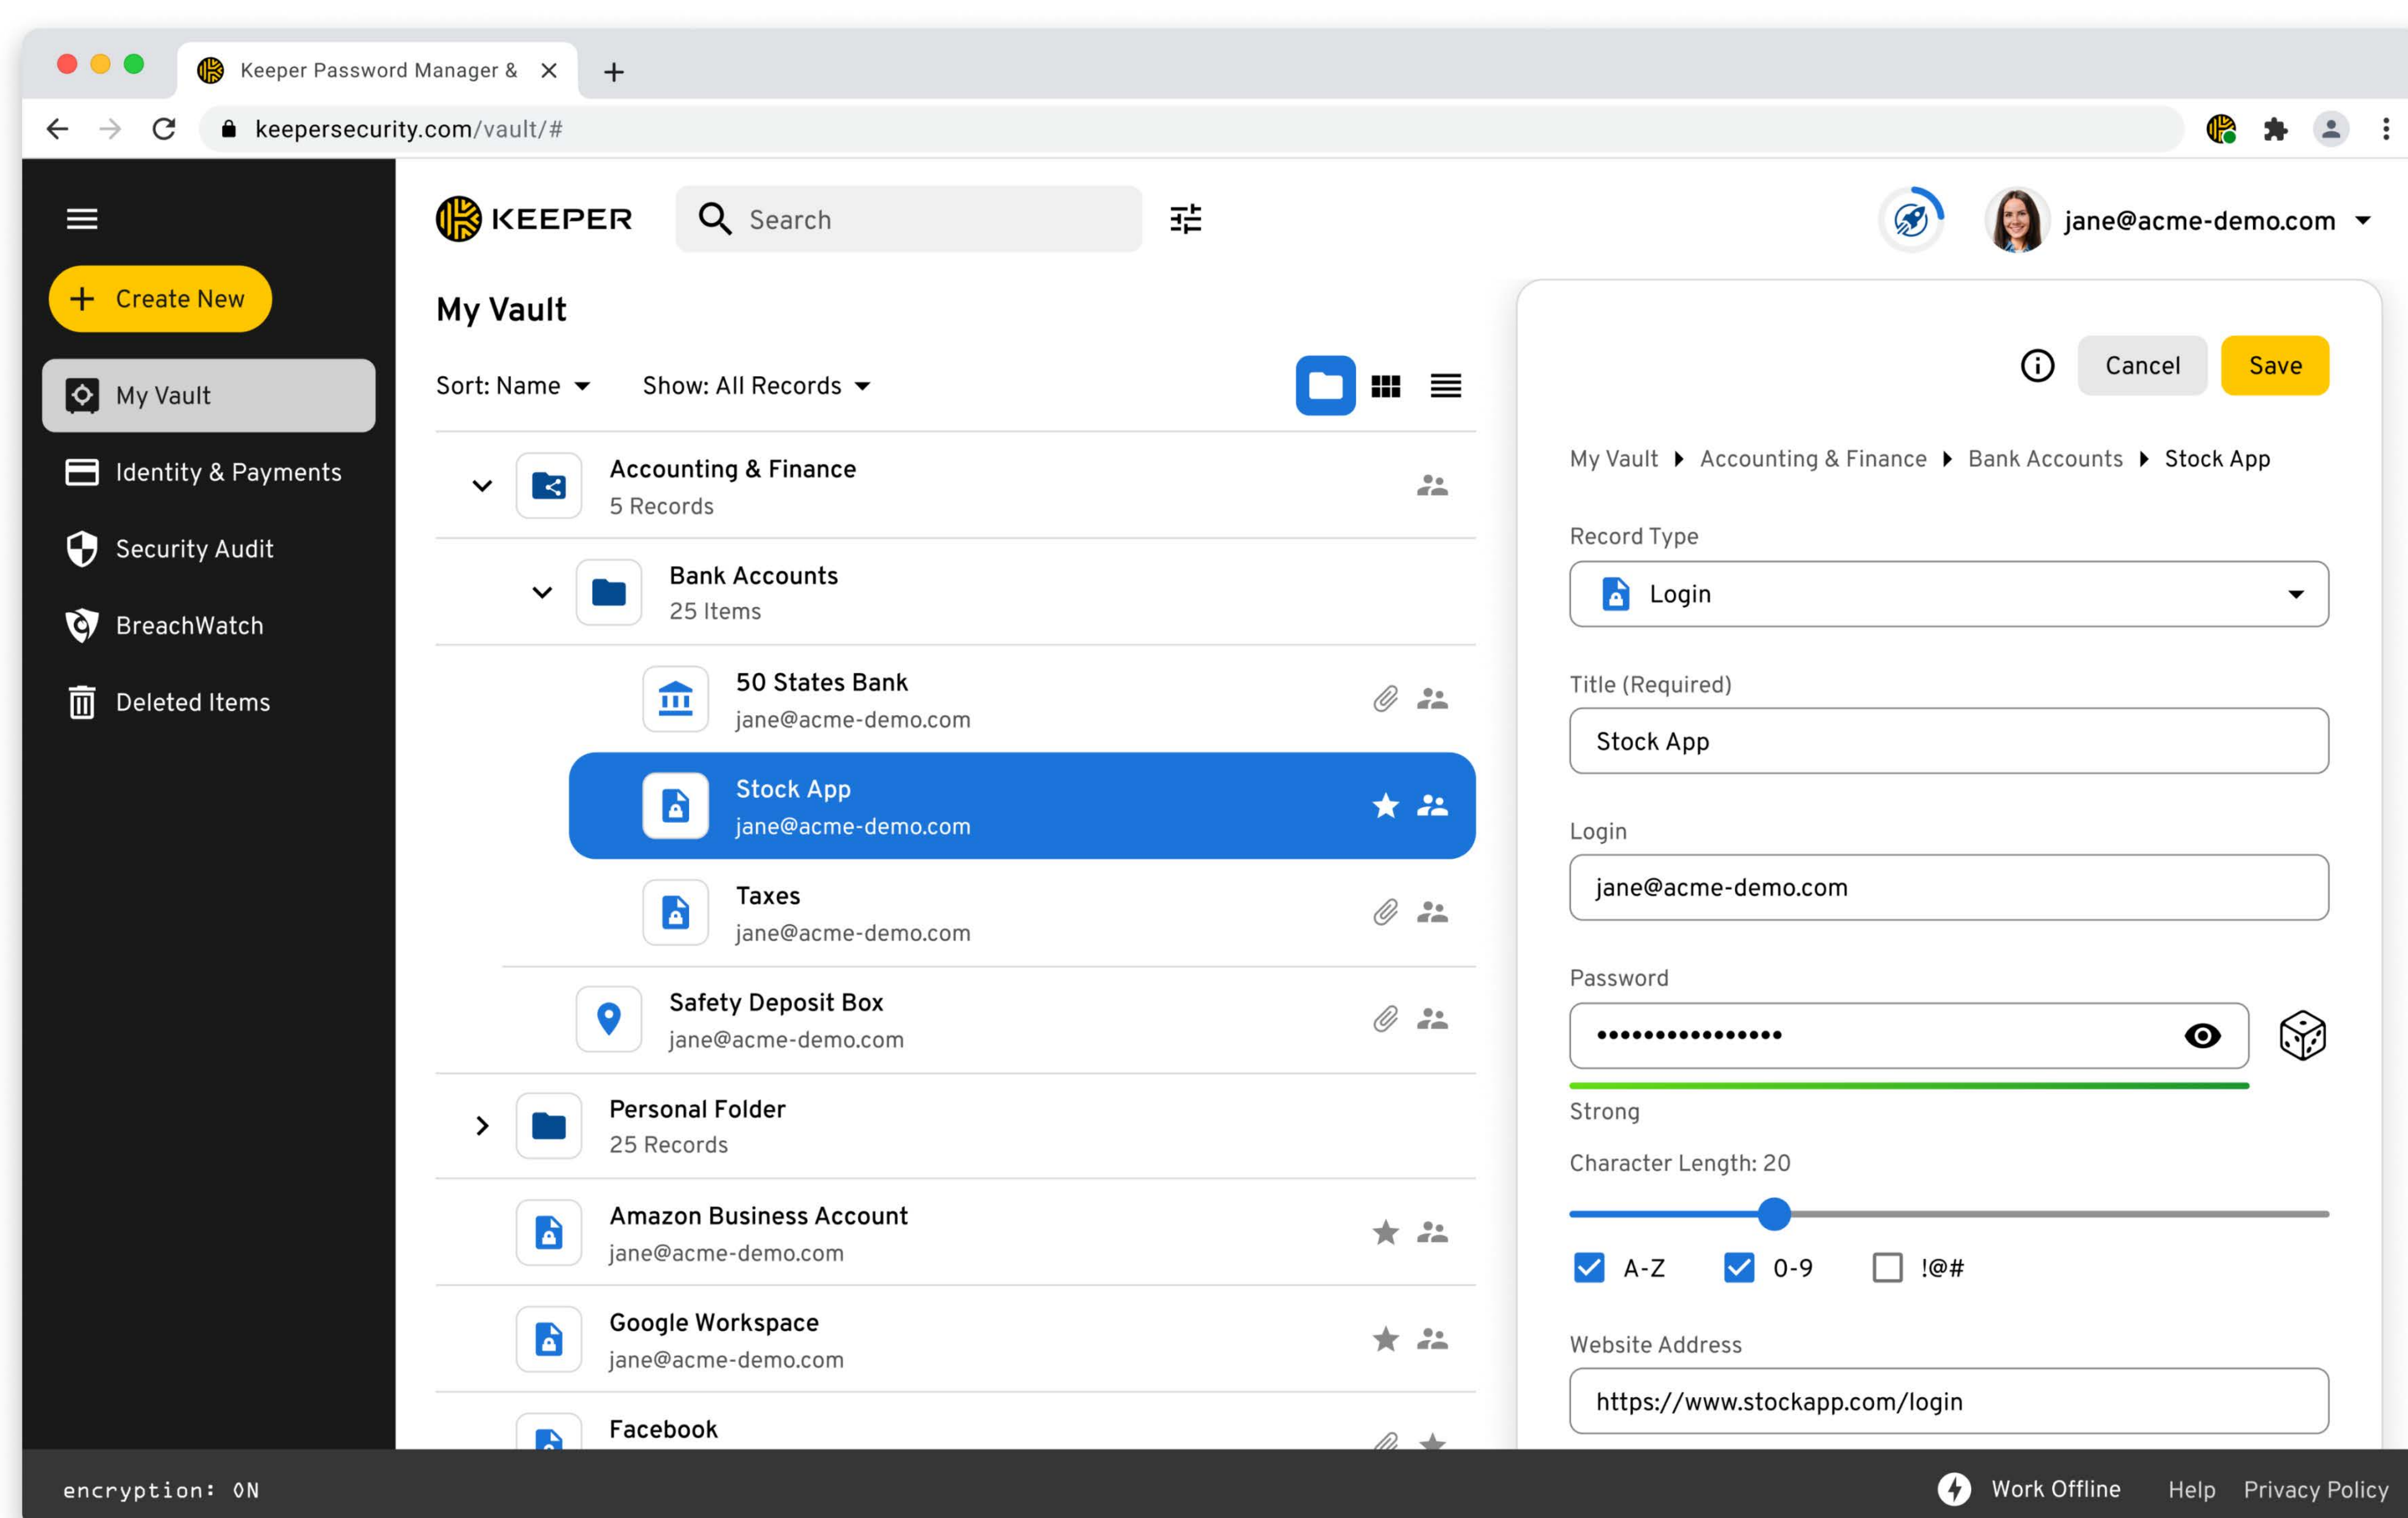 Keeper Password Manager &
keepersecurity.com/vault/#
KEEPER
Search
jane@acme-demo.com
Create New
My Vault
Identity & Payments
Security Audit
BreachWatch
Deleted Items
My Vault
Sort: Name
Show: All Records
Accounting & Finance
5 Records
Bank Accounts
25 Items
50 States Bank
jane@acme-demo.com
Stock App
jane@acme-demo.com
Taxes
jane@acme-demo.com
Safety Deposit Box
jane@acme-demo.com
Personal Folder
25 Records
Amazon Business Account
jane@acme-demo.com
Google Workspace
jane@acme-demo.com
Facebook
Cancel
Save
My Vault Accounting & Finance Bank Accounts Stock App
Record Type
Login
Title (Required)
Stock App
Login
jane@acme-demo.com
Password
••••••••••••••••
Strong
Character Length: 20
A-Z 0-9 !@#
Website Address
https://www.stockapp.com/login
encryption: ON
Work Offline Help Privacy Policy